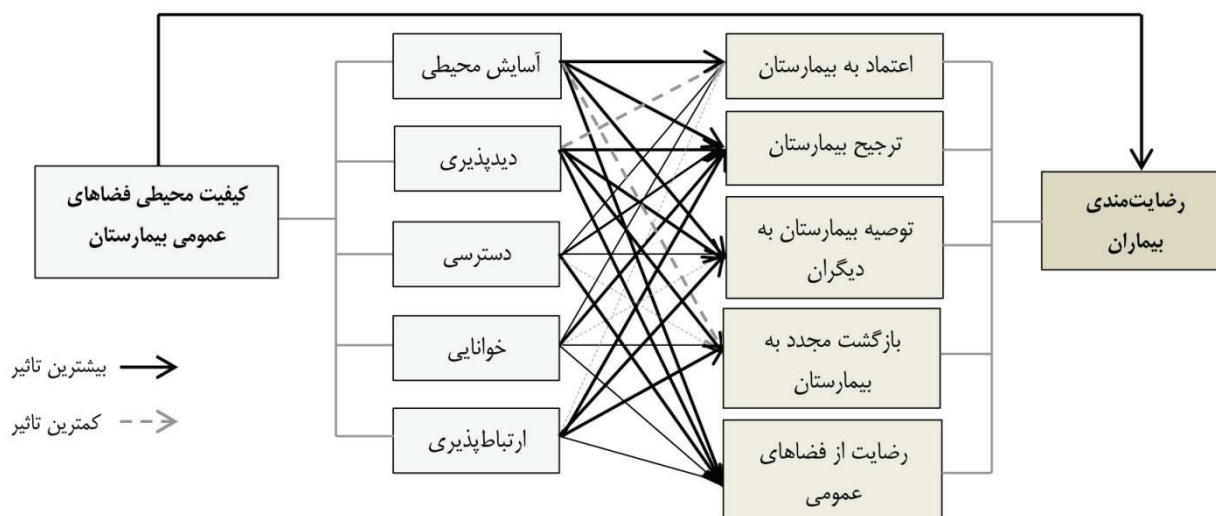 کیفیت محیطی فضاهای
عمومی بیمارستان
آسایش محیطی
دیدپذیری
دسترسی
خوانایی
ارتباط‌پذیری
اعتماد به بیمارستان
ترجیح بیمارستان
توصیه بیمارستان به
دیگران
بازگشت مجدد به
بیمارستان
رضایت از فضاهای
عمومی
رضایت‌مندی
بیماران
بیشترین تاثیر
کمترین تاثیر